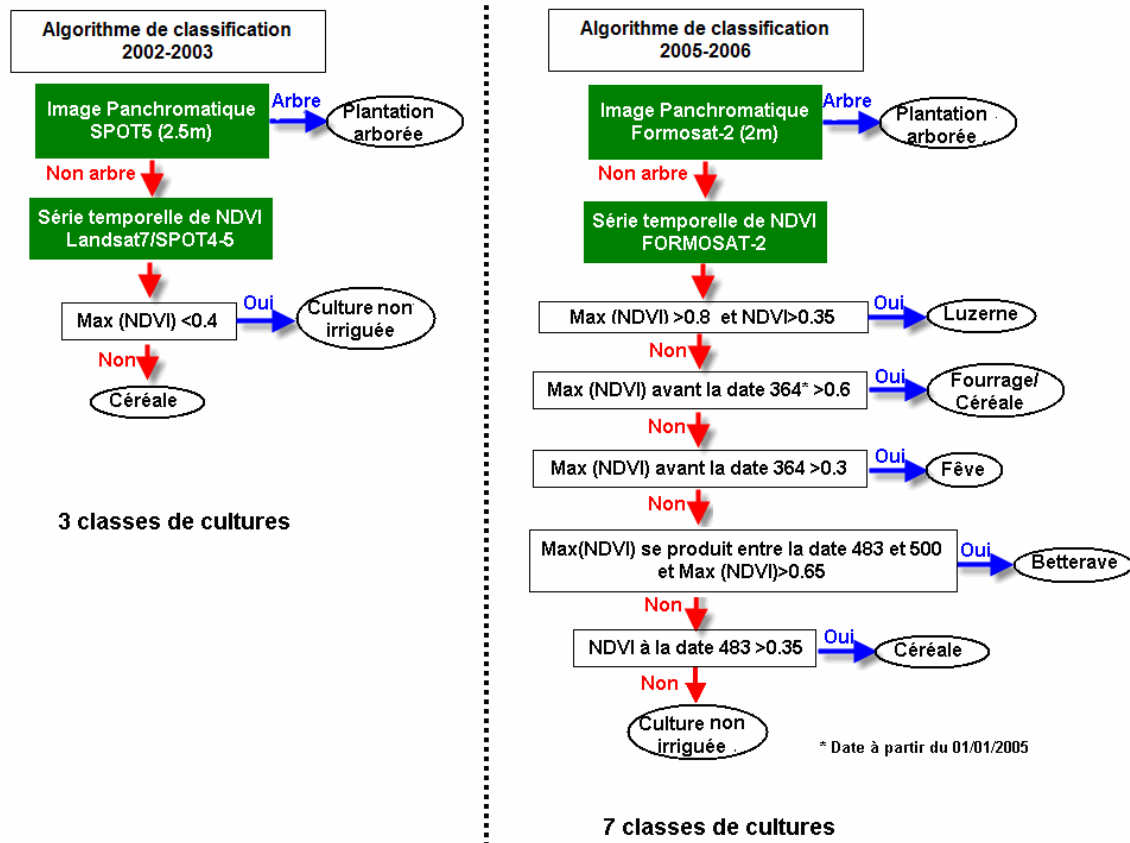 Algorithme de classification
2002-2003
Image Panchromatique
SPOT5 (2.5m)
Arbre
Plantation
arborée
Non arbre
Série temporelle de NDVI
Landsat7/SPOT4-5
Max (NDVI) <0.4
Oui
Culture non
irriguée
Non
Céréale
3 classes de cultures
Algorithme de classification
2005-2006
Image Panchromatique
Formosat-2 (2m)
Arbre
Plantation
arborée
Non arbre
Série temporelle de NDVI
FORMOSAT-2
Max (NDVI) >0.8 et NDVI>0.35
Oui
Luzerne
Non
Max (NDVI) avant la date 364* >0.6
Oui
Fourrage/
Céréale
Non
Max (NDVI) avant la date 364 >0.3
Oui
Fêve
Non
Max(NDVI) se produit entre la date 483 et 500
et Max (NDVI)>0.65
Oui
Betterave
Non
NDVI à la date 483 >0.35
Oui
Céréale
Non
Culture non
irriguée
* Date à partir du 01/01/2005
7 classes de cultures